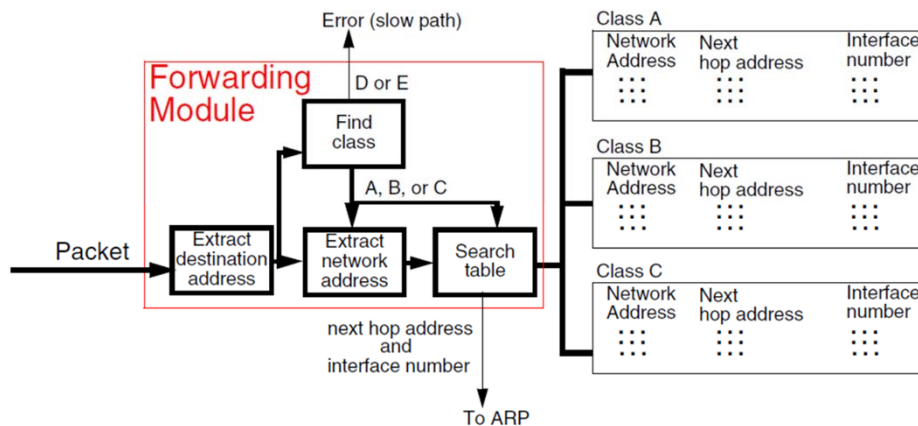 Error (slow path)
Forwarding
Module
D or E
Find
class
A, B, or C
Packet
Extract
destination
address
Extract
network
address
Search
table
next hop address
and
interface number
To ARP
Class A
Network
Address
Next
hop address
Interface
number
Class B
Network
Address
Next
hop address
Interface
number
Class C
Network
Address
Next
hop address
Interface
number